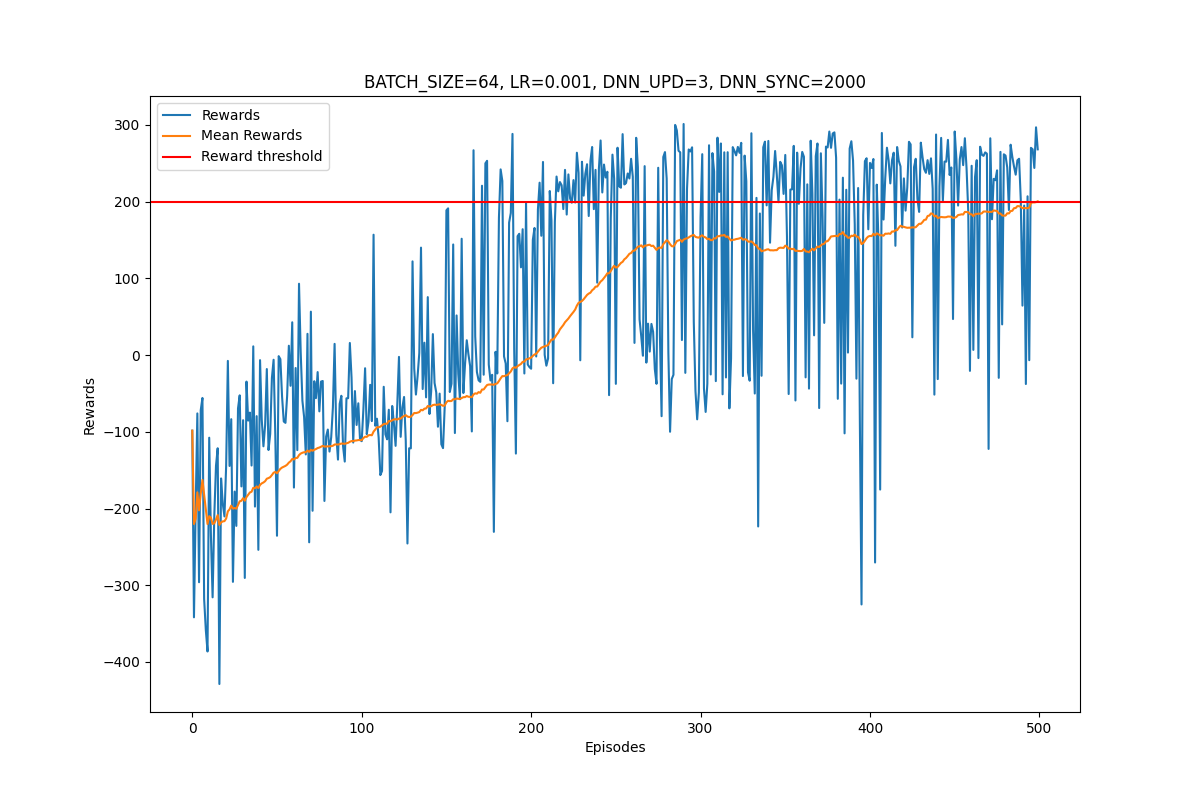 BATCH_SIZE=64, LR=0.001, DNN_UPD=3, DNN_SYNC=2000
Rewards
Mean Rewards
Reward threshold
300
200
100
0
−100
−200
−300
−400
Rewards
0
100
200
300
400
500
Episodes